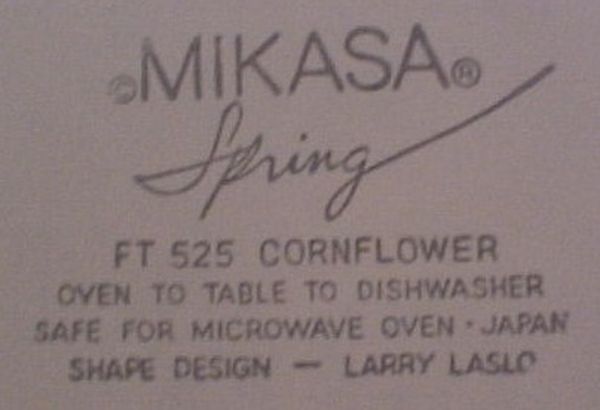 ©MIKASA®
Spring
FT 525 CORNFLOWER
OVEN TO TABLE TO DISHWASHER
SAFE FOR MICROWAVE OVEN · JAPAN
SHAPE DESIGN — LARRY LASLO